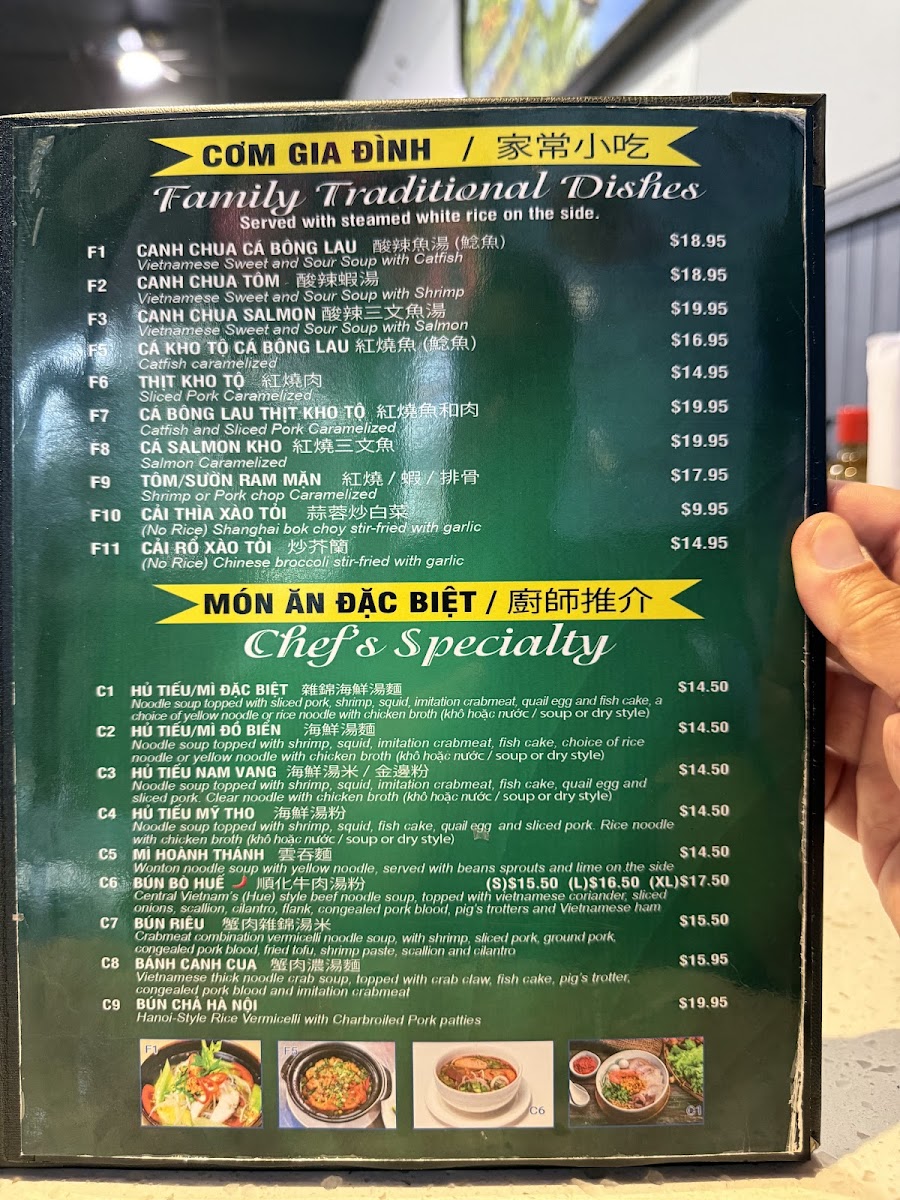 CƠM GIA ĐÌNH / 家常小吃
Family Traditional Dishes
Served with steamed white rice on the side.
F1 CANH CHUA CÁ BÔNG LAU 酸辣魚湯 (鯰魚) $18.95
Vietnamese Sweet and Sour Soup with Catfish
F2 CANH CHUA TÔM 酸辣蝦湯 $18.95
Vietnamese Sweet and Sour Soup with Shrimp
F3 CANH CHUA SALMON 酸辣三文魚湯 $19.95
Vietnamese Sweet and Sour Soup with Salmon
F5 CÁ KHO TỘ CÁ BÔNG LAU 紅燒魚 (鯰魚) $16.95
Catfish caramelized
F6 THỊT KHO TỘ 紅燒肉 $14.95
Sliced Pork Caramelized
F7 CÁ BÔNG LAU THỊT KHO TỘ 紅燒魚和肉 $19.95
Catfish and Sliced Pork Caramelized
F8 CÁ SALMON KHO 紅燒三文魚 $19.95
Salmon Caramelized
F9 TÔM/SƯỜN RAM MẶN 紅燒 / 蝦 / 排骨 $17.95
Shrimp or Pork chop Caramelized
F10 CẢI THÌA XÀO TỎI 蒜蓉炒白菜 $9.95
(No Rice) Shanghai bok choy stir-fried with garlic
F11 CẢI RỔ XÀO TỎI 炒芥蘭 $14.95
(No Rice) Chinese broccoli stir-fried with garlic
MÓN ĂN ĐẶC BIỆT / 廚師推介
Chef's Specialty
C1 HỦ TIẾU/MÌ ĐẶC BIỆT 雜錦海鮮湯麵 $14.50
Noodle soup topped with sliced pork, shrimp, squid, imitation crabmeat, quail egg and fish cake, a
choice of yellow noodle or rice noodle with chicken broth (khô hoặc nước / soup or dry style)
C2 HỦ TIẾU/MÌ ĐỒ BIỂN 海鮮湯麵 $14.50
Noodle soup topped with shrimp, squid, imitation crabmeat, fish cake, choice of rice
noodle or yellow noodle with chicken broth (khô hoặc nước / soup or dry style)
C3 HỦ TIẾU NAM VANG 海鮮湯米 / 金邊粉 $14.50
Noodle soup topped with shrimp, squid, imitation crabmeat, fish cake, quail egg and
sliced pork. Clear noodle with chicken broth (khô hoặc nước / soup or dry style)
C4 HỦ TIẾU MỸ THO 海鮮湯粉 $14.50
Noodle soup topped with shrimp, squid, fish cake, quail egg and sliced pork. Rice noodle
with chicken broth (khô hoặc nước / soup or dry style)
C5 MÌ HOÀNH THÁNH 雲吞麵 $14.50
Wonton noodle soup with yellow noodle, served with beans sprouts and lime on the side
C6 BÚN BÒ HUẾ 順化牛肉湯粉 (S)$15.50 (L)$16.50 (XL)$17.50
Central Vietnam's (Hue) style beef noodle soup, topped with vietnamese coriander, sliced
onions, scallion, cilantro, flank, congealed pork blood, pig's trotters and Vietnamese ham
C7 BÚN RIÊU 蟹肉雜錦湯米 $15.50
Crabmeat combination vermicelli noodle soup, with shrimp, sliced pork, ground pork,
congealed pork blood, fried tofu, shrimp paste, scallion and cilantro
C8 BÁNH CANH CUA 蟹肉濃湯麵 $15.95
Vietnamese thick noodle crab soup, topped with crab claw, fish cake, pig's trotter,
congealed pork blood and imitation crabmeat
C9 BÚN CHẢ HÀ NỘI $19.95
Hanoi-Style Rice Vermicelli with Charbroiled Pork patties
F1 F5 C6 C1